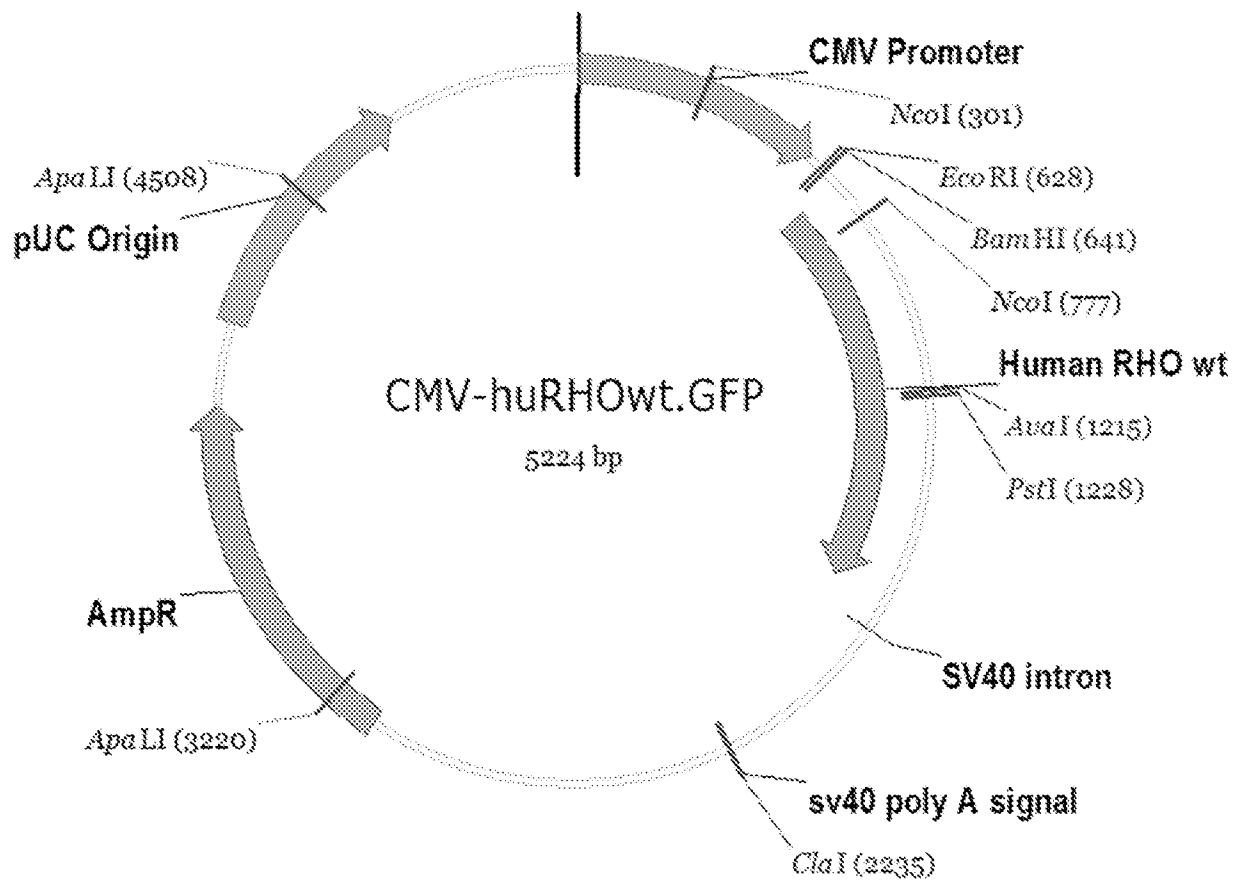 CMV Promoter
NcoI (301)
EcoRI (628)
BamHI (641)
NcoI (777)
Human RHO wt
AvaI (1215)
PstI (1228)
SV40 intron
sv40 poly A signal
ClaI (2235)
ApaLI (3220)
AmpR
pUC Origin
ApaLI (4508)
CMV-huRHOwt.GFP
5224 bp